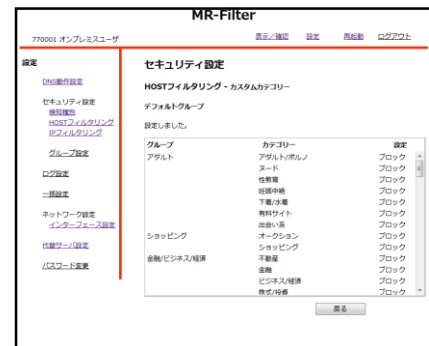 MR-Filter
770001 オンプレミスユーザ
表示／確認 設定 再起動 ログアウト
設定
DNS動作設定
セキュリティ設定
検知種別
HOSTフィルタリング
IPフィルタリング
グループ設定
ログ設定
一括設定
ネットワーク設定
インターフェース設定
代替サーバ設定
パスワード変更
セキュリティ設定
HOSTフィルタリング - カスタムカテゴリー
デフォルトグループ
設定しました。
グループ カテゴリー 設定
アダルト アダルト/ポルノ ブロック
ヌード ブロック
性教育 ブロック
妊娠中絶 ブロック
下着/水着 ブロック
有料サイト ブロック
出会い系 ブロック
ショッピング オークション ブロック
ショッピング ブロック
金融/ビジネス/経済 不動産 ブロック
金融 ブロック
ビジネス/経済 ブロック
株式/投資 ブロック
戻る